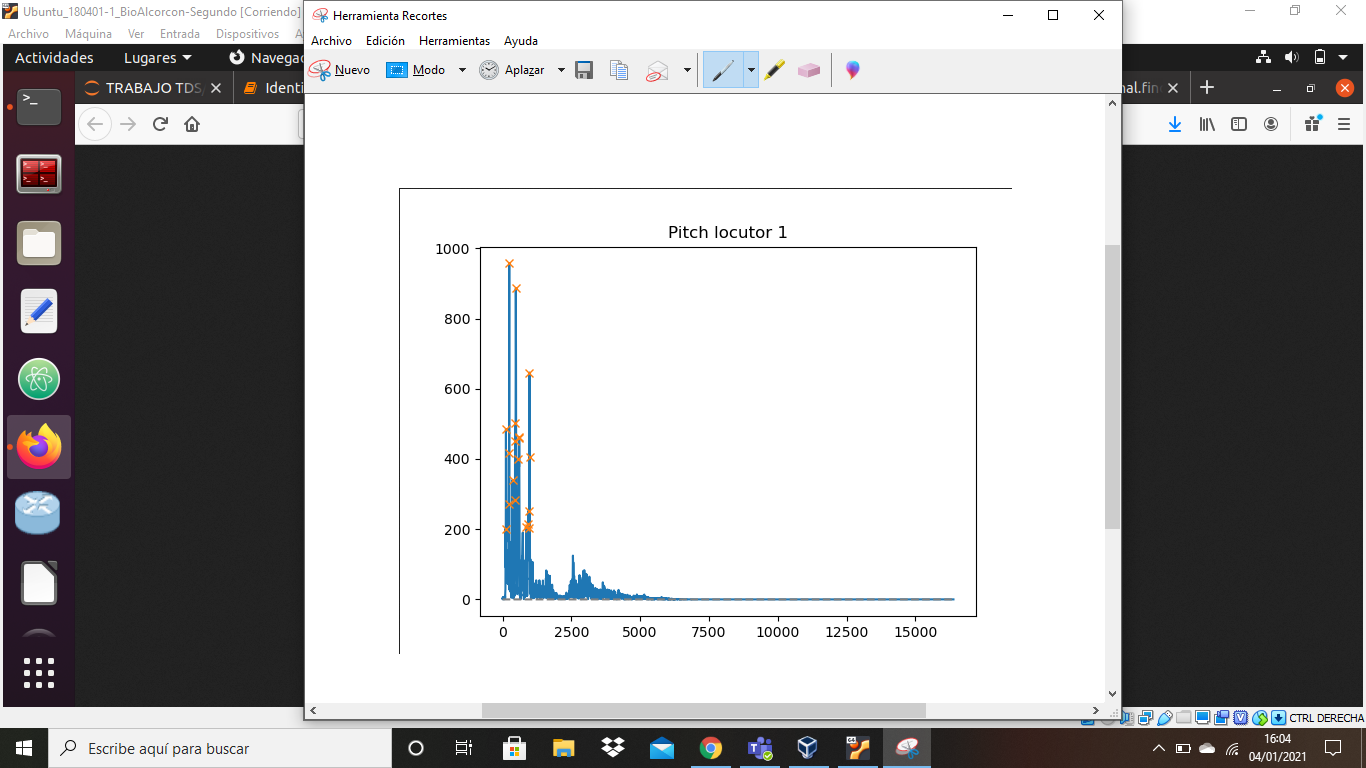 Ubuntu_180401-1_BioAlcorcon-Segundo [Corriendo]
Archivo Máquina Ver Entrada Dispositivos A
Herramienta Recortes
Archivo Edición Herramientas Ayuda
Nuevo Modo Aplazar
Actividades Lugares Navegad
TRABAJO TDS/ Identi nal.fin
Pitch locutor 1
1000
800
600
400
200
0
0 2500 5000 7500 10000 12500 15000
CTRL DERECHA
Escribe aquí para buscar
16:04
04/01/2021